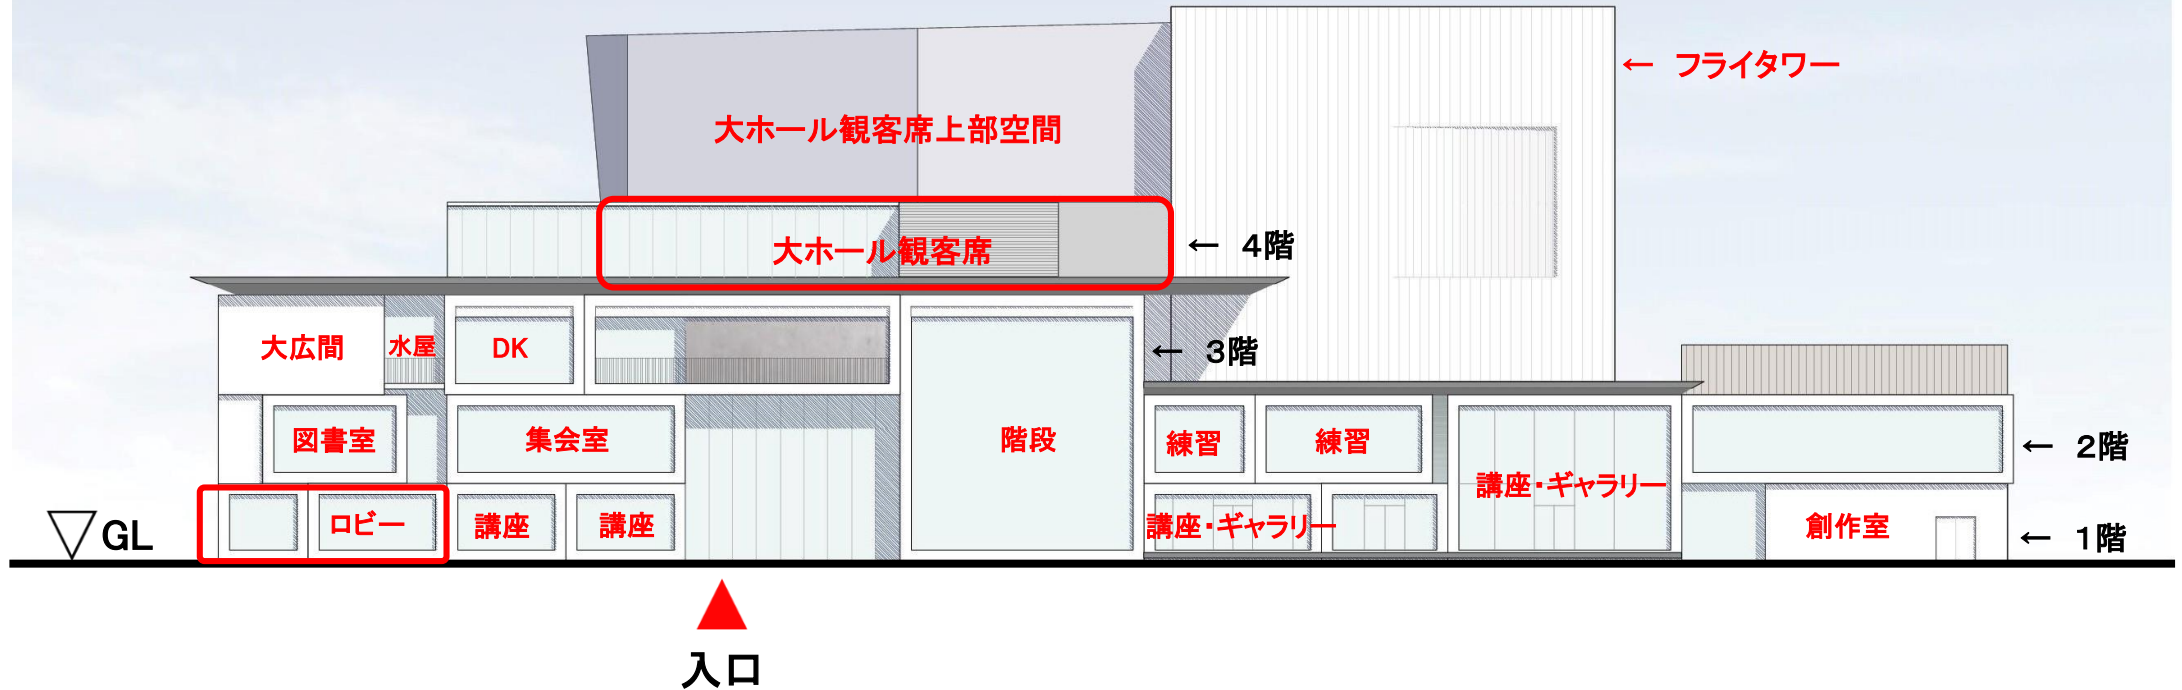 ← フライタワー
大ホール観客席上部空間
大ホール観客席
← 4階
大広間
水屋
DK
← 3階
図書室
集会室
階段
練習
練習
講座・ギャラリー
← 2階
ロビー
講座
講座
講座・ギャラリー
創作室
← 1階
GL
入口